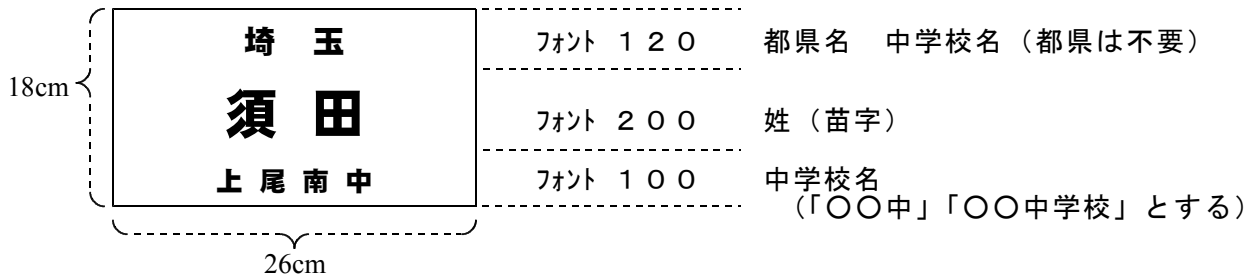 埼 玉 ﾌｫﾝﾄ １２０ 都県名　中学校名（都県は不要）
18cm
須 田 ﾌｫﾝﾄ ２００ 姓（苗字）
上 尾 南 中 ﾌｫﾝﾄ １００ 中学校名
（「〇〇中」「〇〇中学校」とする）
26cm